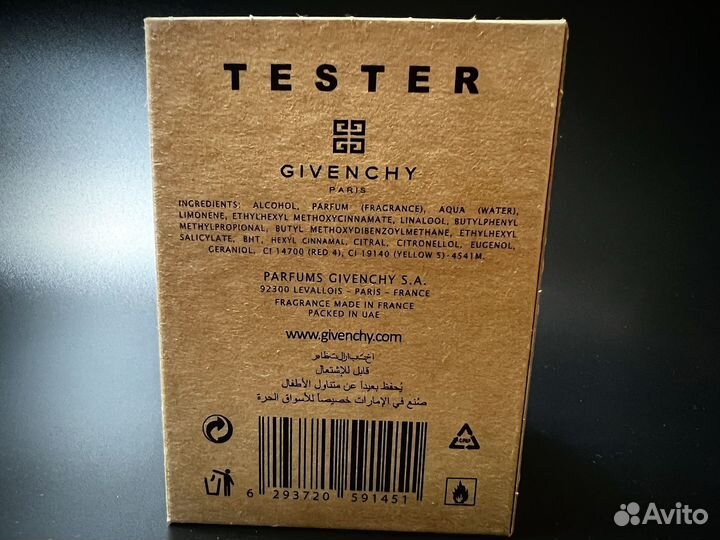 TESTER
GIVENCHY
PARIS
INGREDIENTS: ALCOHOL, PARFUM (FRAGRANCE), AQUA (WATER),
LIMONENE, ETHYLHEXYL METHOXYCINNAMATE, LINALOOL, BUTYLPHENYL
METHYLPROPIONAL, BUTYL METHOXYDIBENZOYLMETHANE, ETHYLHEXYL
SALICYLATE, BHT, HEXYL CINNAMAL, CITRAL, CITRONELLOL, EUGENOL,
GERANIOL, CI 14700 (RED 4), CI 19140 (YELLOW 5)-4541M.
PARFUMS GIVENCHY S.A.
92300 LEVALLOIS - PARIS - FRANCE
FRAGRANCE MADE IN FRANCE
PACKED IN UAE
www.givenchy.com
قابل للإشتعال
يُحفظ بعيداً عن متناول الأطفال
صُنع في الإمارات خصيصاً للأسواق الحرة
6 293720 591451
Avito